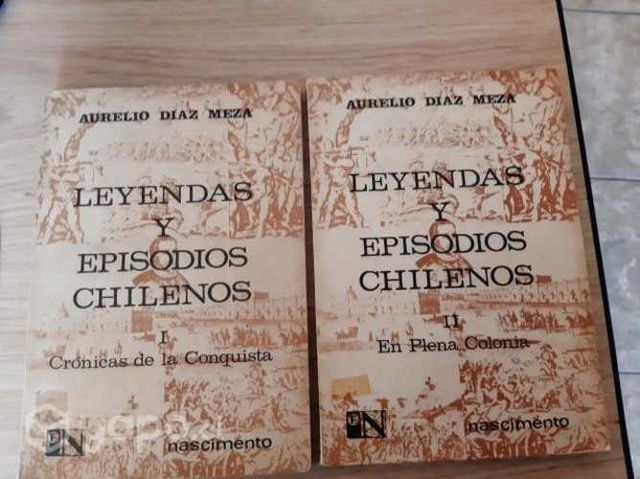 AURELIO DIAZ MEZA
LEYENDAS
Y
EPISODIOS
CHILENOS
I
Crónicas de la Conquista
nascimento
AURELIO DIAZ MEZA
LEYENDAS
Y
EPISODIOS
CHILENOS
II
En Plena Colonia
nascimento